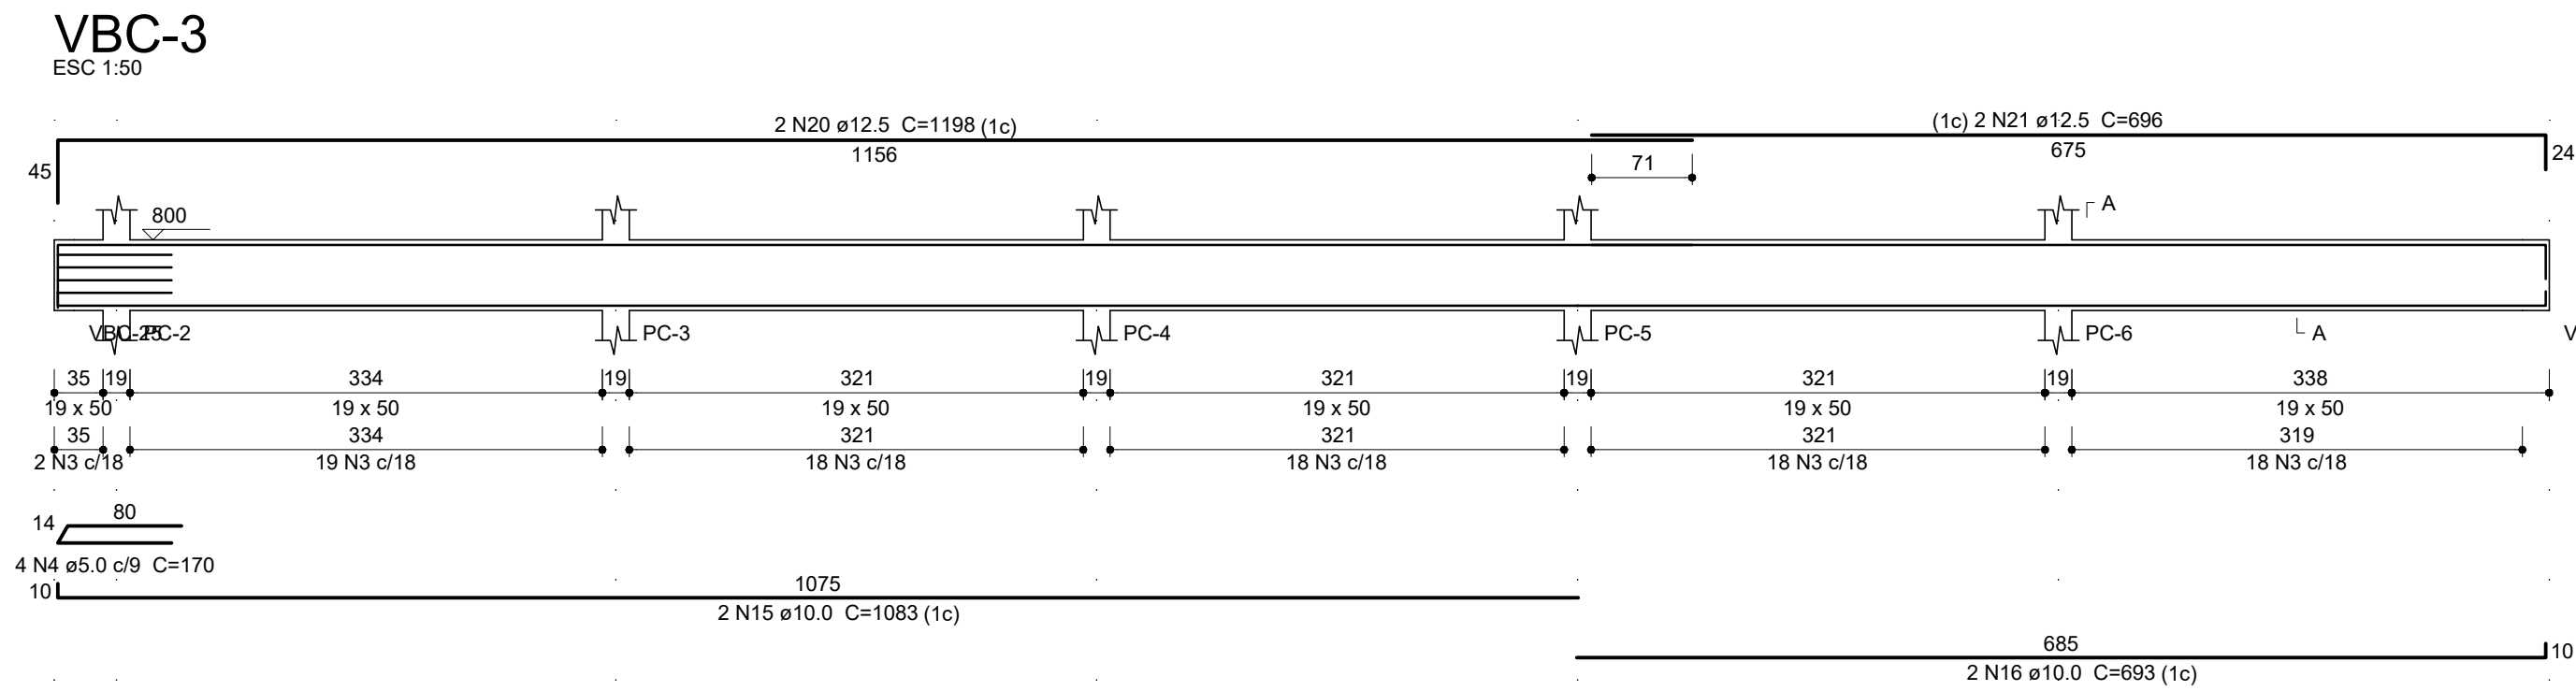 VBC-3
ESC 1:50
2 N20 ø12.5 C=1198 (1c)
(1c) 2 N21 ø12.5 C=696
1156
675
45
71
24
800
A
VBC-25
PC-2
PC-3
PC-4
PC-5
PC-6
A
V
35 19 334 19 321 19 321 19 321 19 338
19 x 50 19 x 50 19 x 50 19 x 50 19 x 50 19 x 50
35 334 321 321 321 319
2 N3 c/18 19 N3 c/18 18 N3 c/18 18 N3 c/18 18 N3 c/18 18 N3 c/18
80
14
4 N4 ø5.0 c/9 C=170
10
1075
2 N15 ø10.0 C=1083 (1c)
685
10
2 N16 ø10.0 C=693 (1c)